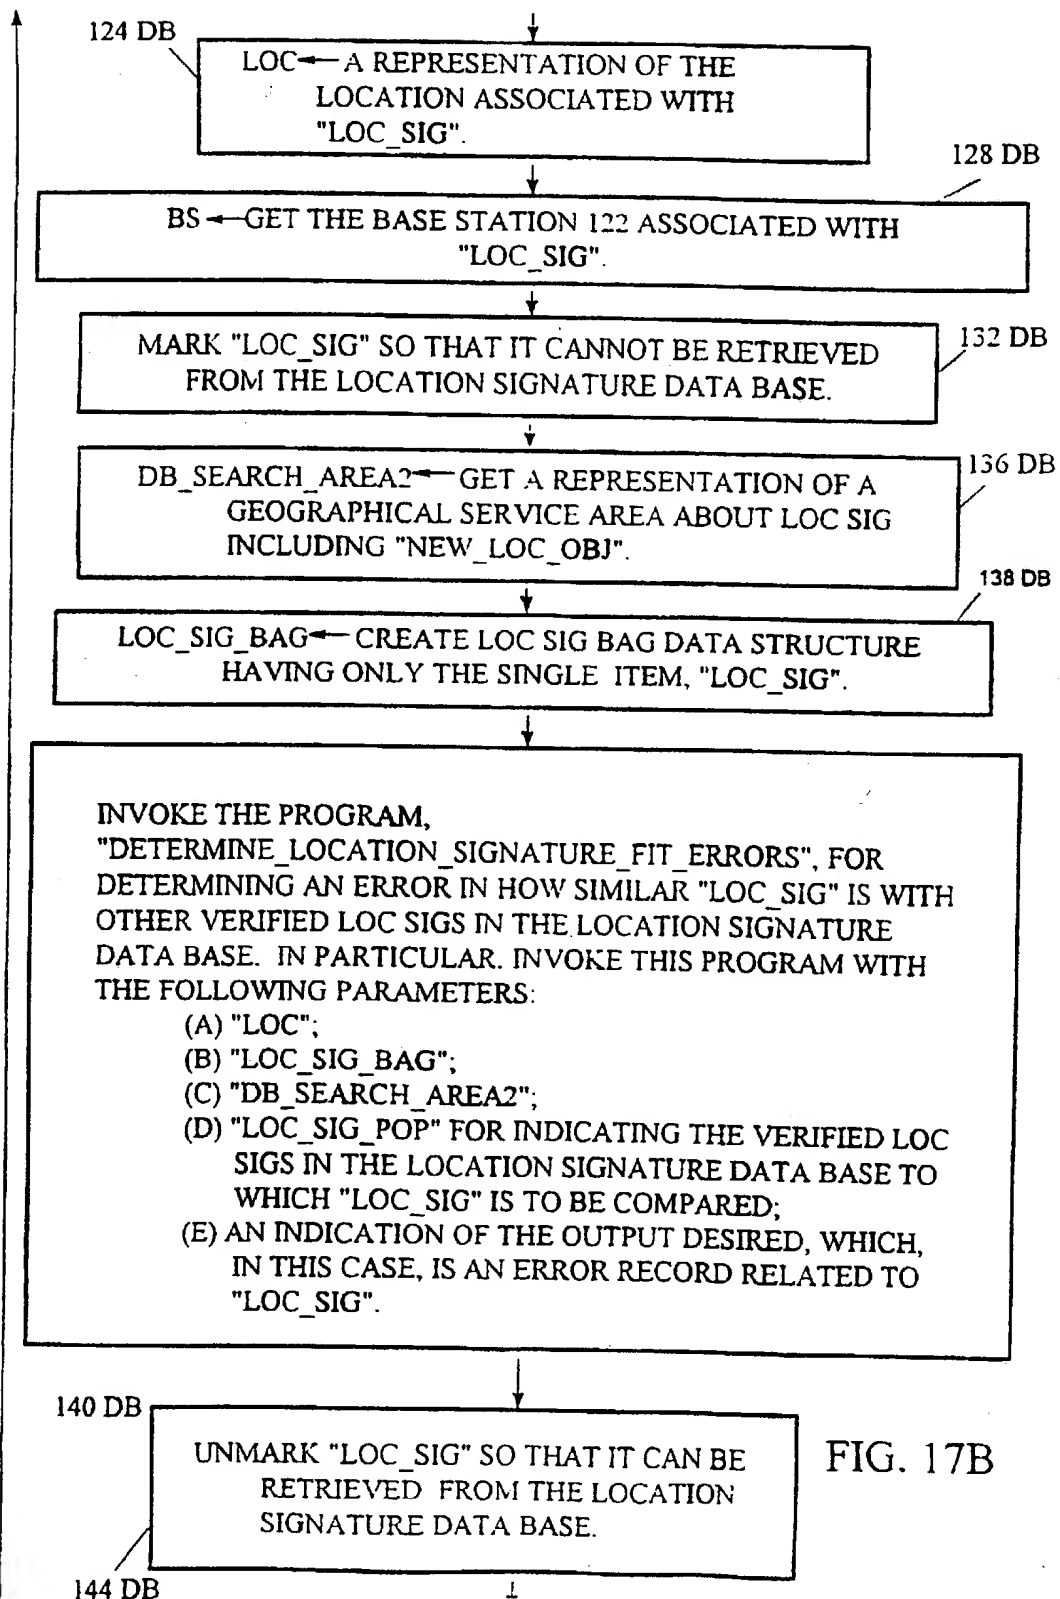 124 DB
LOC← A REPRESENTATION OF THE
LOCATION ASSOCIATED WITH
"LOC_SIG".
128 DB
BS ←GET THE BASE STATION 122 ASSOCIATED WITH
"LOC_SIG".
MARK "LOC_SIG" SO THAT IT CANNOT BE RETRIEVED
FROM THE LOCATION SIGNATURE DATA BASE.
132 DB
DB_SEARCH_AREA2← GET A REPRESENTATION OF A
GEOGRAPHICAL SERVICE AREA ABOUT LOC SIG
INCLUDING "NEW_LOC_OBJ".
136 DB
138 DB
LOC_SIG_BAG← CREATE LOC SIG BAG DATA STRUCTURE
HAVING ONLY THE SINGLE ITEM, "LOC_SIG".
INVOKE THE PROGRAM,
"DETERMINE_LOCATION_SIGNATURE_FIT_ERRORS", FOR
DETERMINING AN ERROR IN HOW SIMILAR "LOC_SIG" IS WITH
OTHER VERIFIED LOC SIGS IN THE LOCATION SIGNATURE
DATA BASE. IN PARTICULAR. INVOKE THIS PROGRAM WITH
THE FOLLOWING PARAMETERS:
(A) "LOC";
(B) "LOC_SIG_BAG";
(C) "DB_SEARCH_AREA2";
(D) "LOC_SIG_POP" FOR INDICATING THE VERIFIED LOC
SIGS IN THE LOCATION SIGNATURE DATA BASE TO
WHICH "LOC_SIG" IS TO BE COMPARED;
(E) AN INDICATION OF THE OUTPUT DESIRED, WHICH,
IN THIS CASE, IS AN ERROR RECORD RELATED TO
"LOC_SIG".
140 DB
UNMARK "LOC_SIG" SO THAT IT CAN BE
RETRIEVED FROM THE LOCATION
SIGNATURE DATA BASE.
FIG. 17B
144 DB